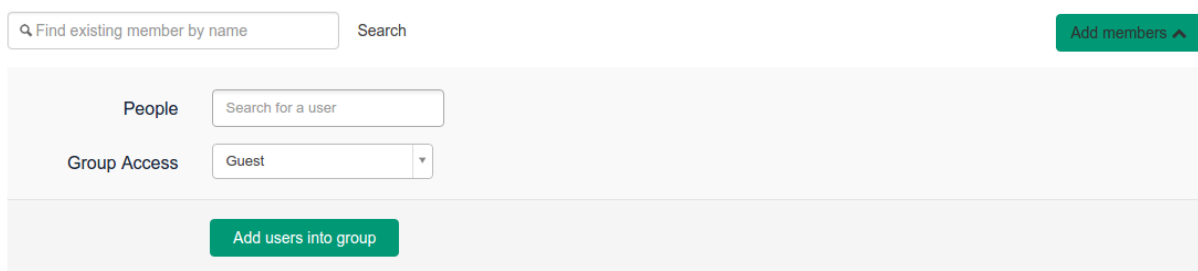 Find existing member by name Search Add members
People Search for a user
Group Access Guest
Add users into group